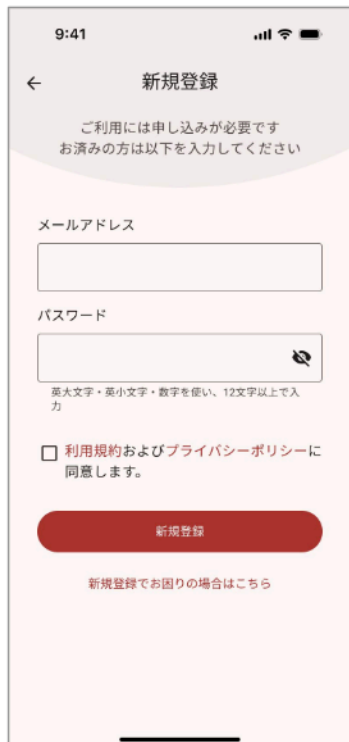 9:41
新規登録
ご利用には申し込みが必要です
お済みの方は以下を入力してください
メールアドレス
パスワード
英大文字・英小文字・数字を使い、12文字以上で入
力
利用規約およびプライバシーポリシーに
同意します。
新規登録
新規登録でお困りの場合はこちら